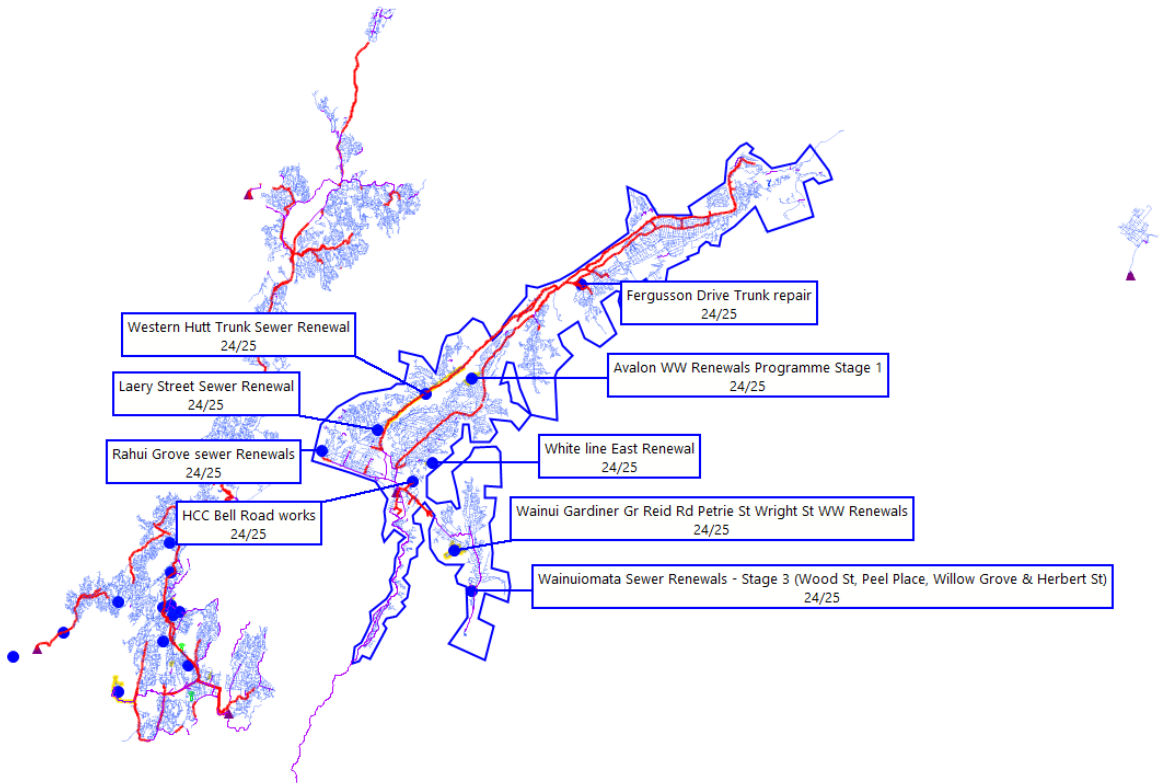 Fergusson Drive Trunk repair
24/25
Western Hutt Trunk Sewer Renewal
24/25
Avalon WW Renewals Programme Stage 1
24/25
Laery Street Sewer Renewal
24/25
Rahui Grove sewer Renewals
24/25
White line East Renewal
24/25
HCC Bell Road works
24/25
Wainui Gardiner Gr Reid Rd Petrie St Wright St WW Renewals
24/25
Wainuiomata Sewer Renewals - Stage 3 (Wood St, Peel Place, Willow Grove & Herbert St)
24/25